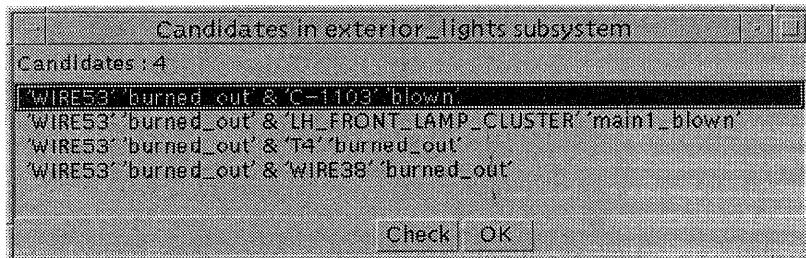 Candidates in exterior_lights subsystem
Candidates : 4
'WIRE53' 'burned_out' & 'C-1103' 'blown'
'WIRE53' 'burned_out' & 'LH_FRONT_LAMP_CLUSTER' 'main1_blown'
'WIRE53' 'burned_out' & 'T4' 'burned_out'
'WIRE53' 'burned_out' & 'WIRE38' 'burned_out'
Check OK